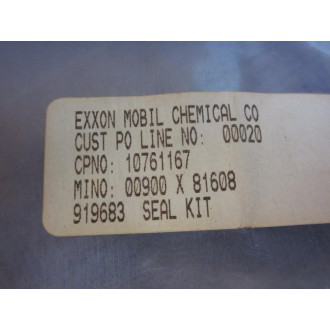 EXXON MOBIL CHEMICAL CO
CUST PO LINE NO: 00020
CPNO: 10761167
MINO: 00900 X 81608
919683 SEAL KIT